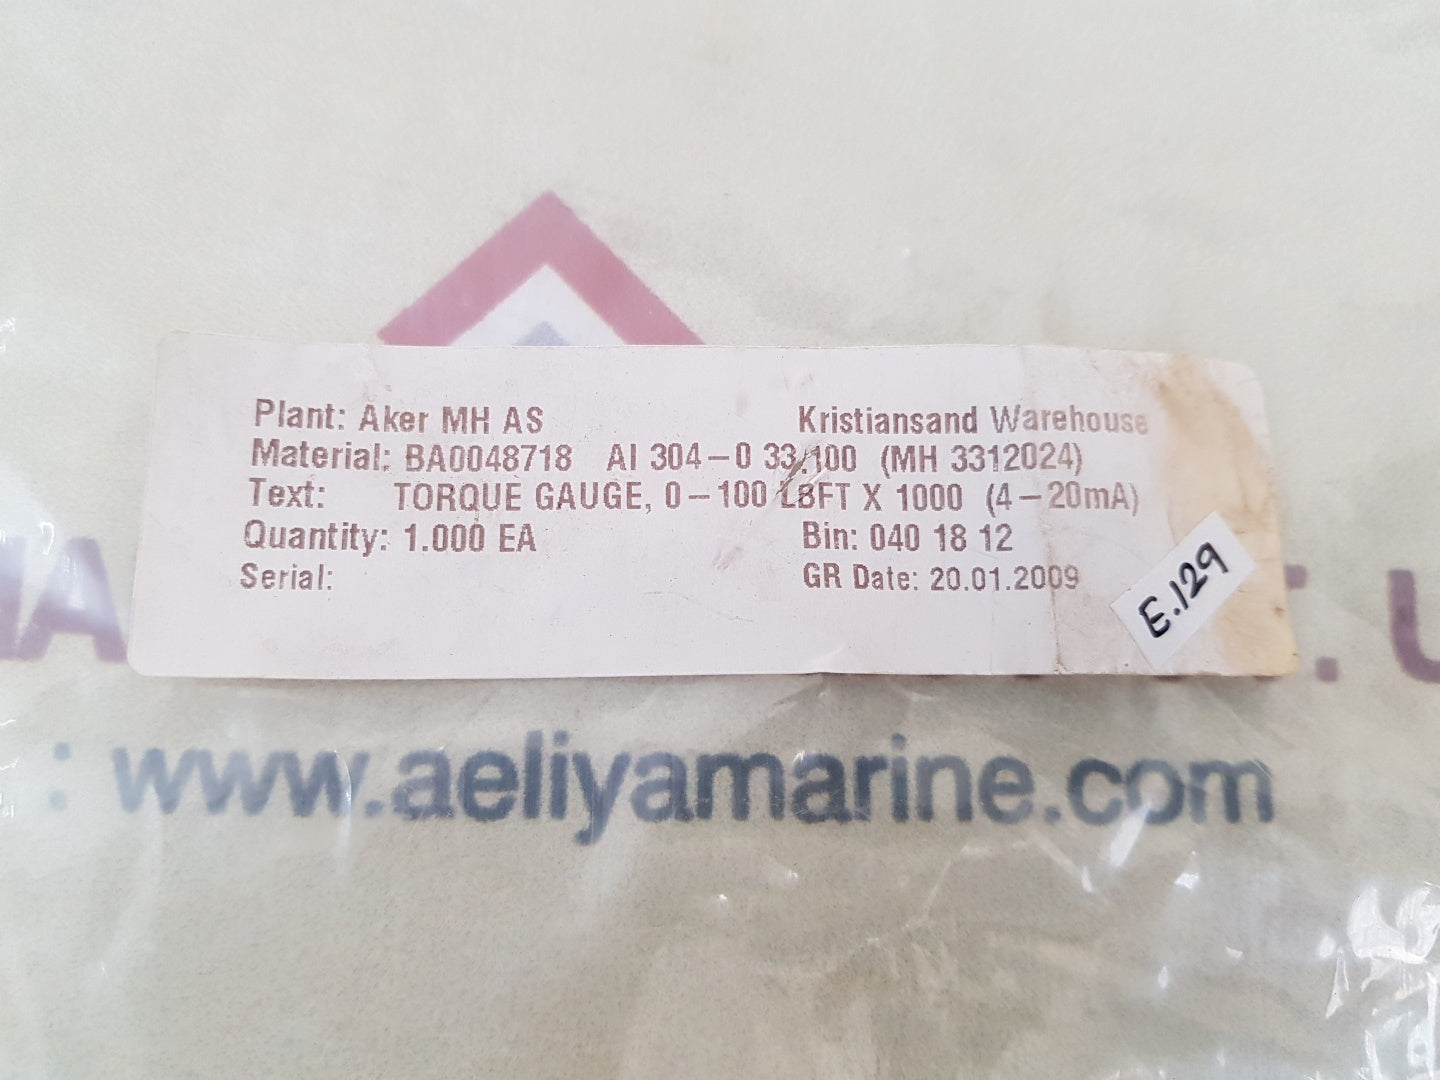 Plant: Aker MH AS Kristiansand Warehouse
Material: BA0048718 AI 304-0 33.100 (MH 3312024)
Text: TORQUE GAUGE, 0-100 LBFT X 1000 (4-20mA)
Quantity: 1.000 EA Bin: 040 18 12
Serial: GR Date: 20.01.2009
E.129
: www.aeliyamarine.com